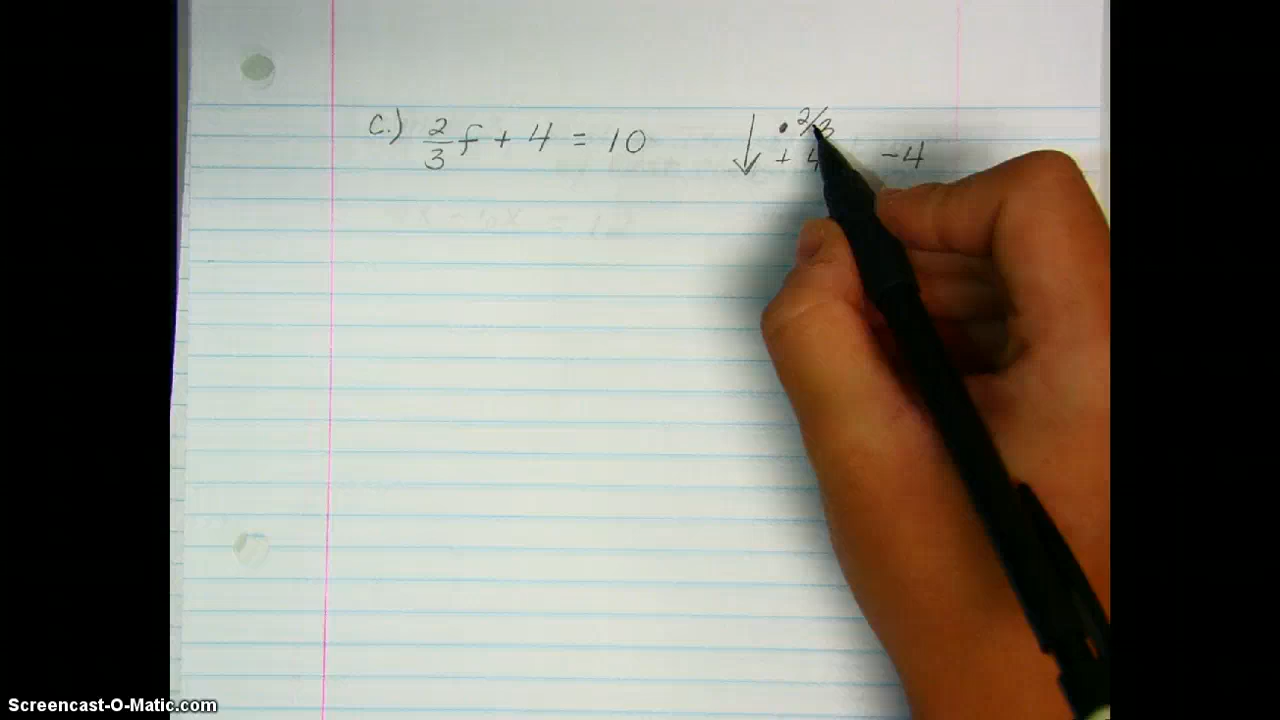 c.) 2/3 f + 4 = 10
• 2/3
+ 4 -4
Screencast-O-Matic.com